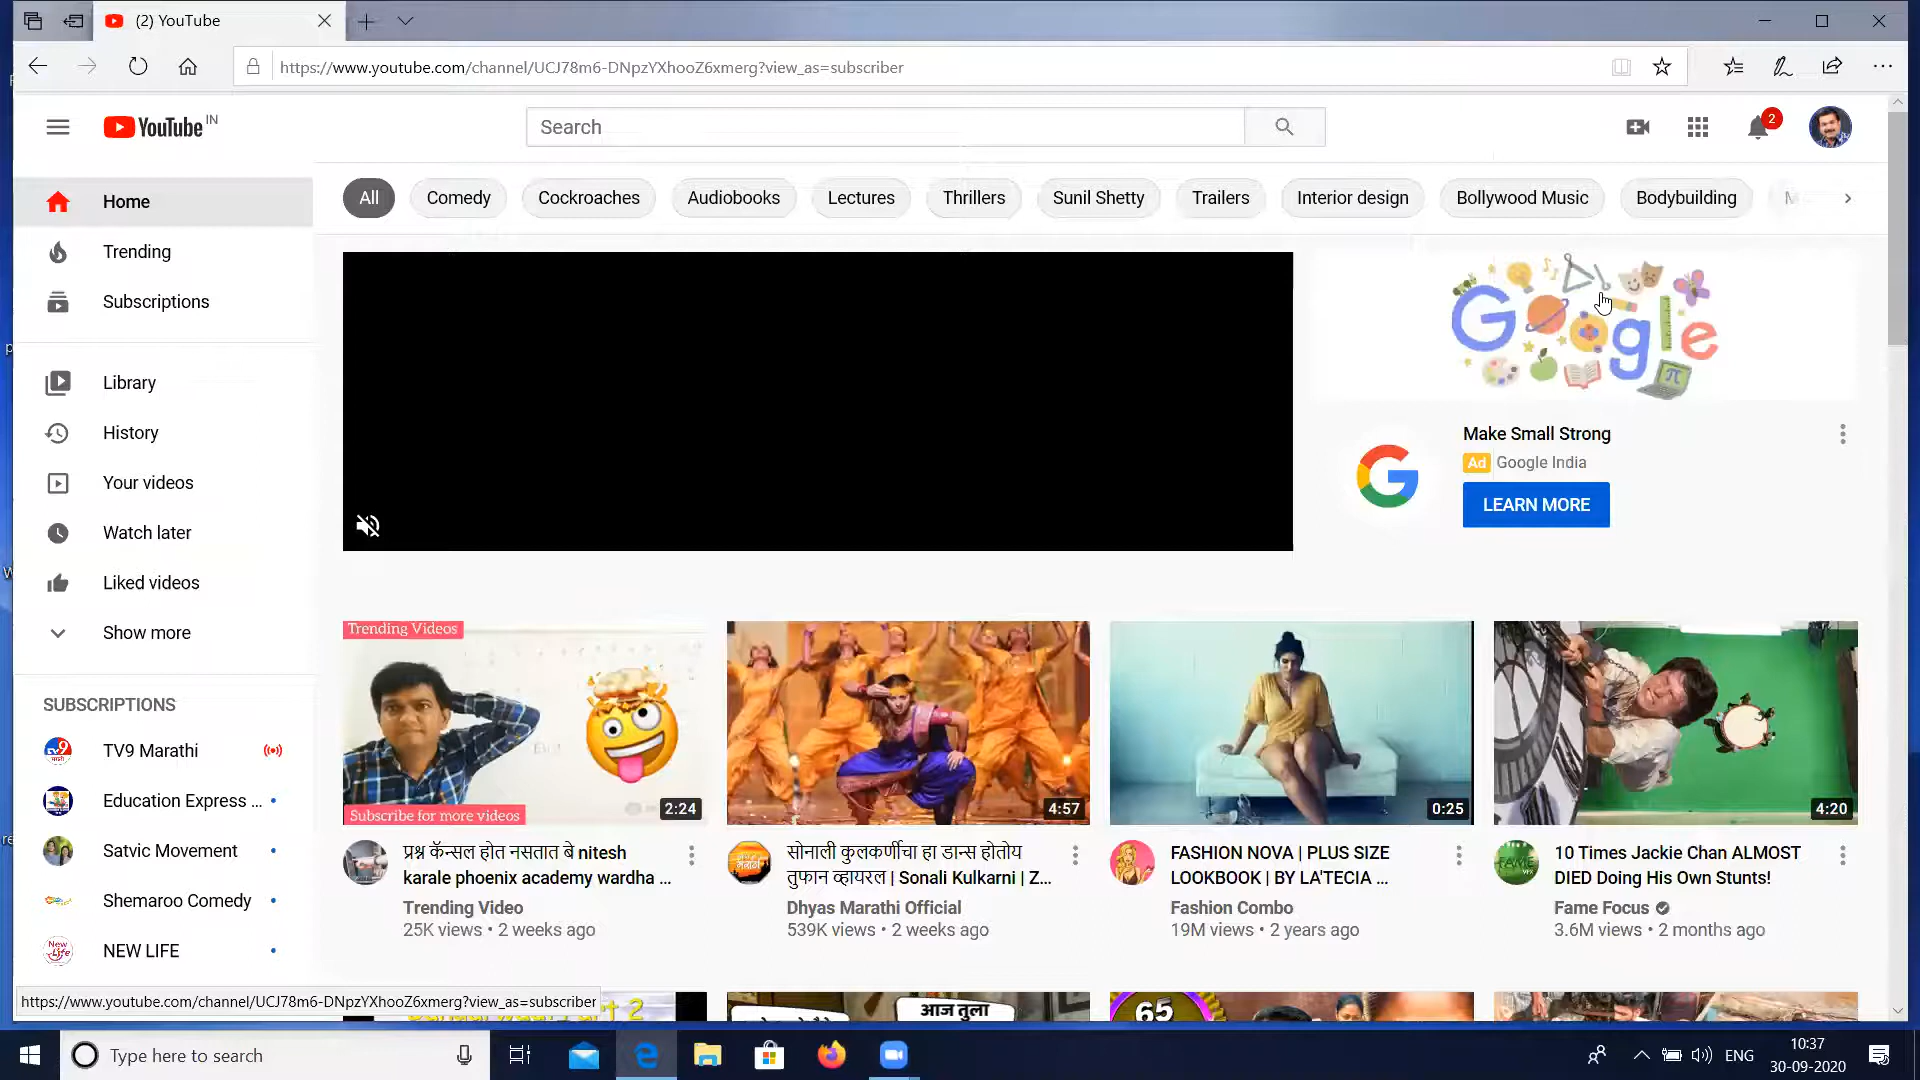 (2) YouTube
https://www.youtube.com/channel/UCJ78m6-DNpzYXhooZ6xmerg?view_as=subscriber
YouTube IN
Search
2
Home
Trending
Subscriptions
Library
History
Your videos
Watch later
Liked videos
Show more
SUBSCRIPTIONS
TV9 Marathi
Education Express ...
Satvic Movement
Shemaroo Comedy
NEW LIFE
All
Comedy
Cockroaches
Audiobooks
Lectures
Thrillers
Sunil Shetty
Trailers
Interior design
Bollywood Music
Bodybuilding
Google
Make Small Strong
Ad Google India
LEARN MORE
Trending Videos
Subscribe for more videos
2:24
4:57
0:25
4:20
प्रश्न कॅन्सल होत नसतात बे nitesh
karale phoenix academy wardha ...
Trending Video
25K views • 2 weeks ago
सोनाली कुलकर्णीचा हा डान्स होतोय
तुफान व्हायरल | Sonali Kulkarni | Z...
Dhyas Marathi Official
539K views • 2 weeks ago
FASHION NOVA | PLUS SIZE
LOOKBOOK | BY LA'TECIA ...
Fashion Combo
19M views • 2 years ago
10 Times Jackie Chan ALMOST
DIED Doing His Own Stunts!
Fame Focus
3.6M views • 2 months ago
आज तुला
65
https://www.youtube.com/channel/UCJ78m6-DNpzYXhooZ6xmerg?view_as=subscriber
Type here to search
ENG
10:37
30-09-2020